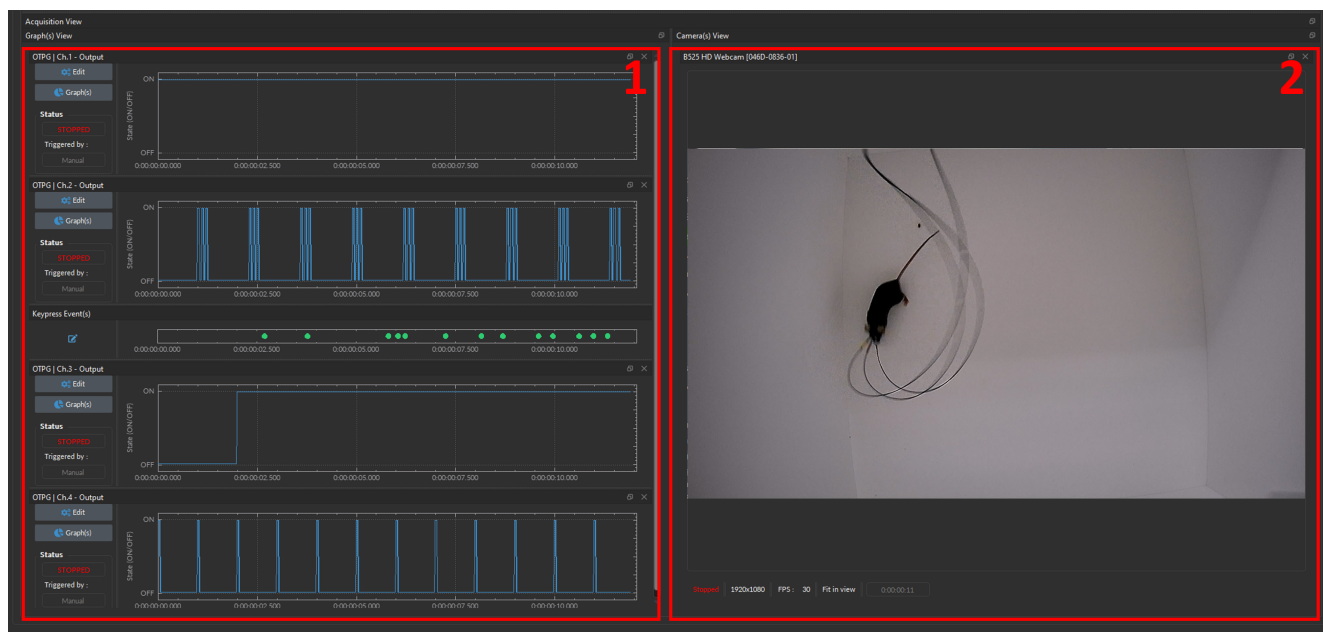 Acquisition View
Graph(s) View
Camera(s) View
OTPG | Ch.1 - Output
1
Edit
Graph(s)
Status
STOPPED
Triggered by :
Manual
State (ON/OFF)
ON
OFF
0:00:00:00.000 0:00:00:02.500 0:00:00:05.000 0:00:00:07.500 0:00:00:10.000
OTPG | Ch.2 - Output
Edit
Graph(s)
Status
STOPPED
Triggered by :
Manual
State (ON/OFF)
ON
OFF
0:00:00:00.000 0:00:00:02.500 0:00:00:05.000 0:00:00:07.500 0:00:00:10.000
Keypress Event(s)
0:00:00:00.000 0:00:00:02.500 0:00:00:05.000 0:00:00:07.500 0:00:00:10.000
OTPG | Ch.3 - Output
Edit
Graph(s)
Status
STOPPED
Triggered by :
Manual
State (ON/OFF)
ON
OFF
0:00:00:00.000 0:00:00:02.500 0:00:00:05.000 0:00:00:07.500 0:00:00:10.000
OTPG | Ch.4 - Output
Edit
Graph(s)
Status
STOPPED
Triggered by :
Manual
State (ON/OFF)
ON
OFF
0:00:00:00.000 0:00:00:02.500 0:00:00:05.000 0:00:00:07.500 0:00:00:10.000
B525 HD Webcam [046D-0836-01]
2
Stopped 1920x1080 FPS : 30 Fit in view 0:00:00:11